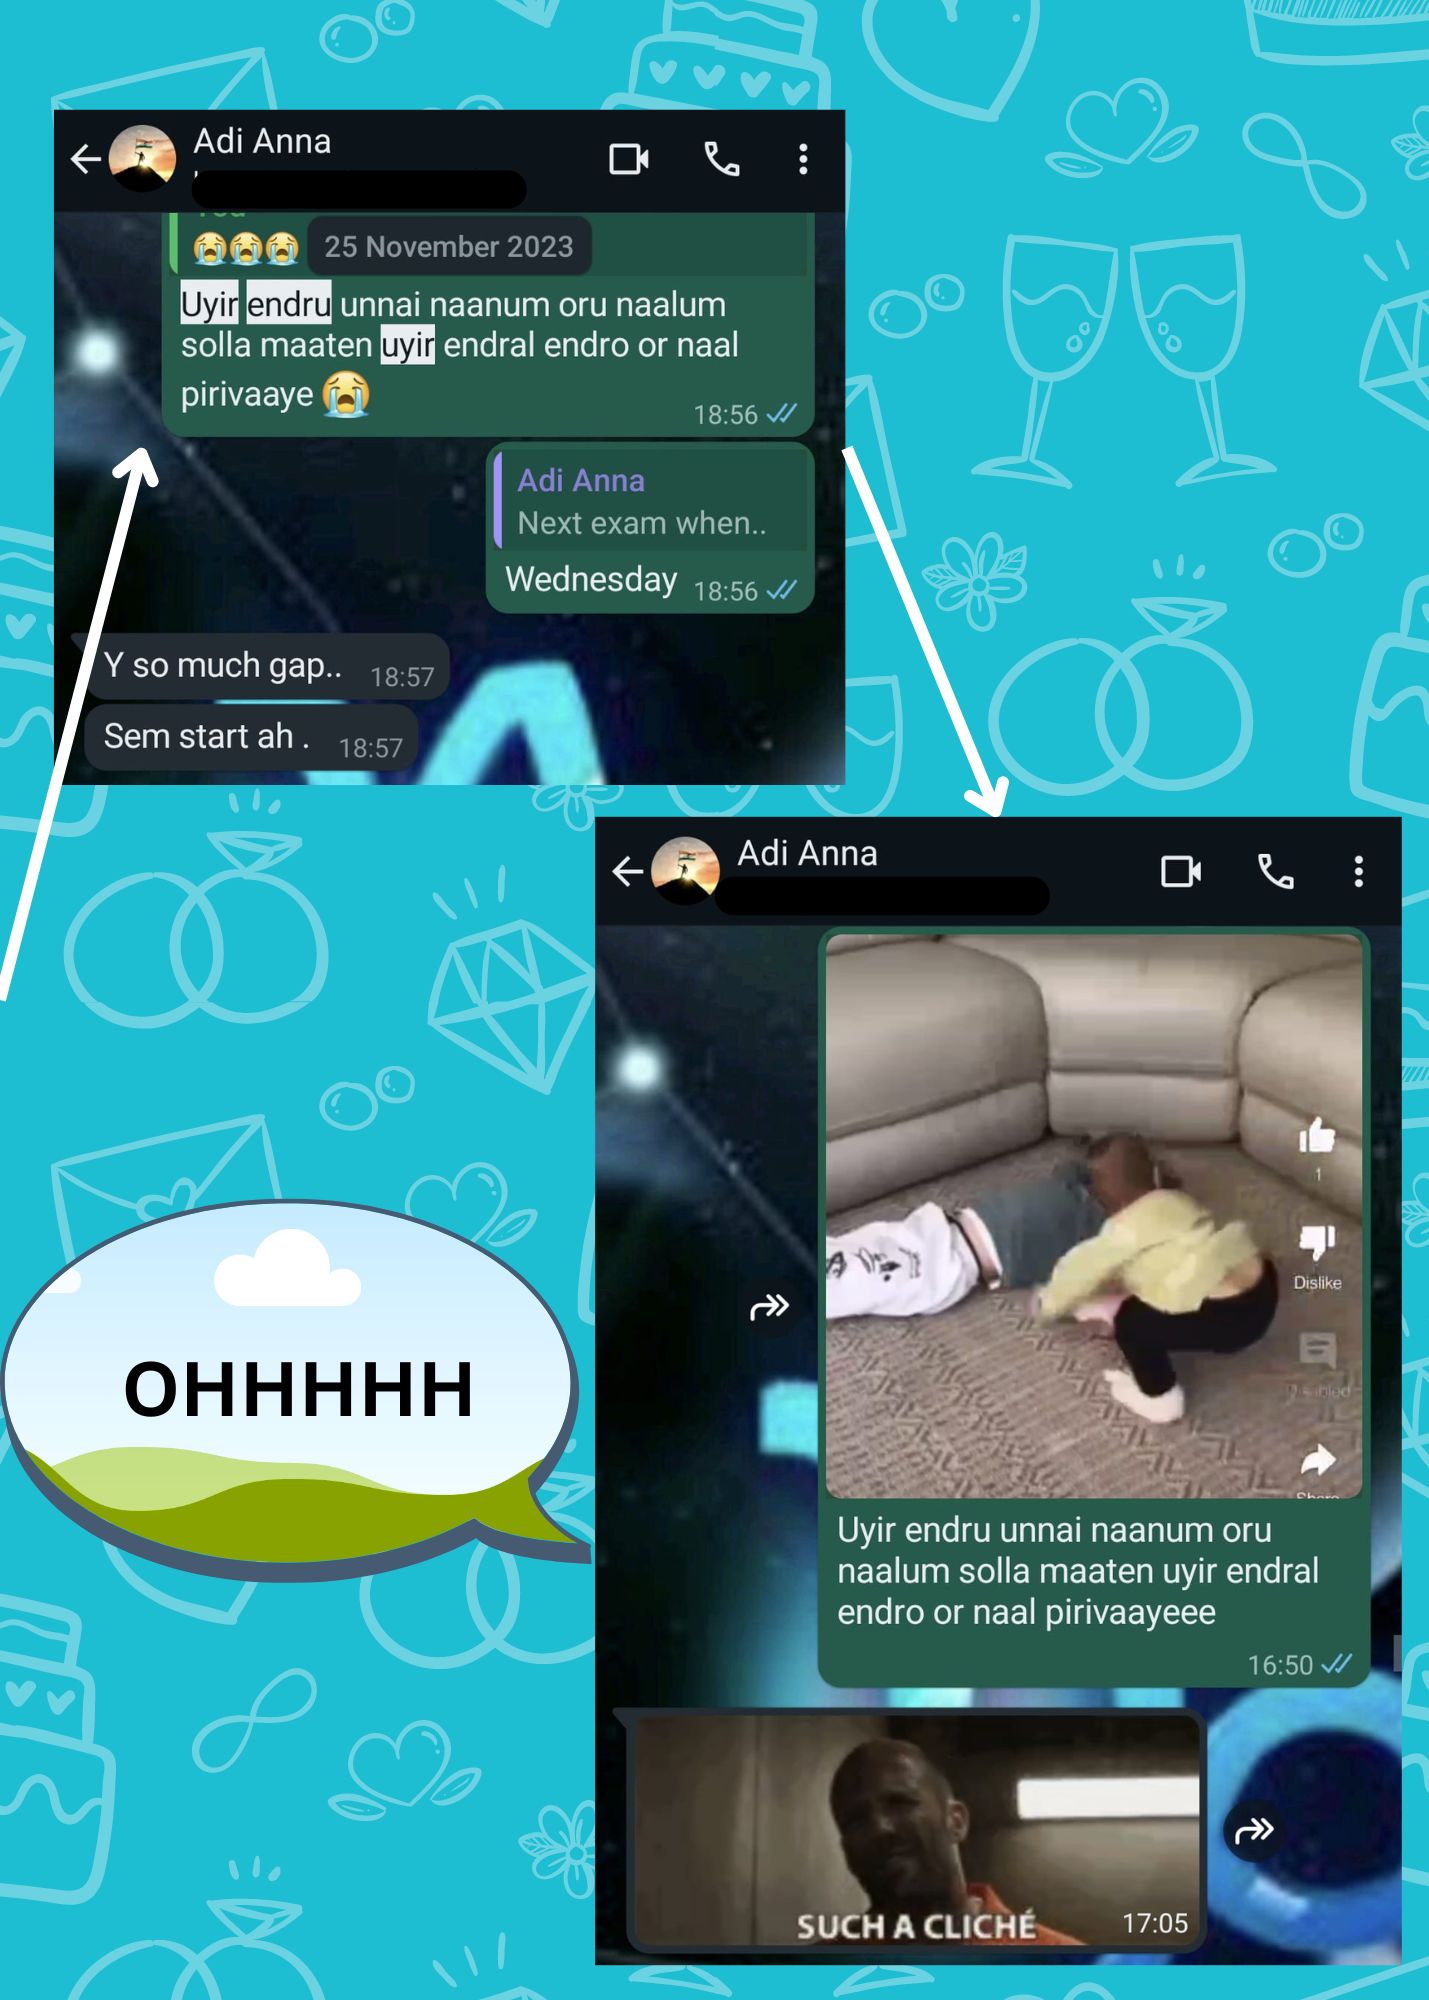 Adi Anna
You
😭😭😭
25 November 2023
Uyir endru unnai naanum oru naalum
solla maaten uyir endral endro or naal
pirivaaye 😭
18:56
Adi Anna
Next exam when..
Wednesday 18:56
Y so much gap.. 18:57
Sem start ah . 18:57
Adi Anna
1
Dislike
Disabled
Share
Uyir endru unnai naanum oru
naalum solla maaten uyir endral
endro or naal pirivaayeee
16:50
OHHHHH
SUCH A CLICHÉ
17:05